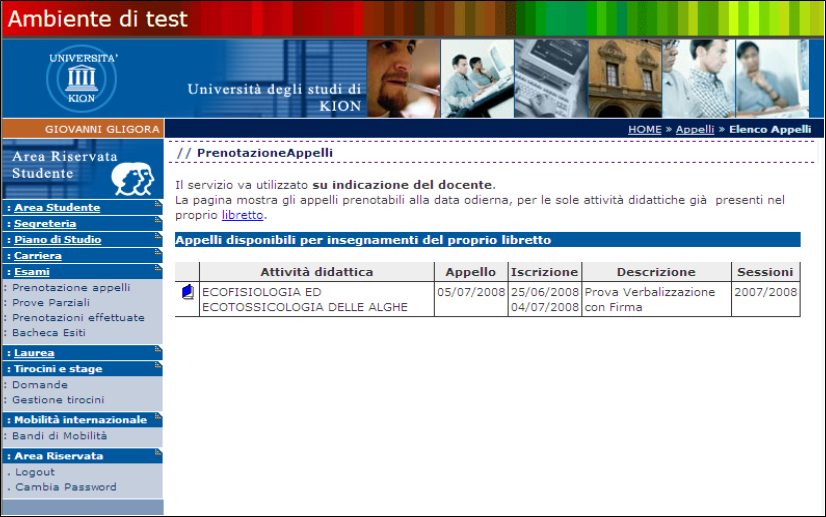 Ambiente di test
UNIVERSITA'
KION
Università degli studi di
KION
GIOVANNI GLIGORA
HOME » Appelli » Elenco Appelli
Area Riservata
Studente
: Area Studente
: Segreteria
: Piano di Studio
: Carriera
: Esami
: Prenotazione appelli
: Prove Parziali
: Prenotazioni effettuate
: Bacheca Esiti
: Laurea
: Tirocini e stage
: Domande
: Gestione tirocini
: Mobilità internazionale
: Bandi di Mobilità
: Area Riservata
. Logout
. Cambia Password
// PrenotazioneAppelli
Il servizio va utilizzato su indicazione del docente.
La pagina mostra gli appelli prenotabili alla data odierna, per le sole attività didattiche già presenti nel
proprio libretto.
Appelli disponibili per insegnamenti del proprio libretto
Attività didattica Appello Iscrizione Descrizione Sessioni
ECOFISIOLOGIA ED 05/07/2008 25/06/2008 Prova Verbalizzazione 2007/2008
ECOTOSSICOLOGIA DELLE ALGHE 04/07/2008 con Firma